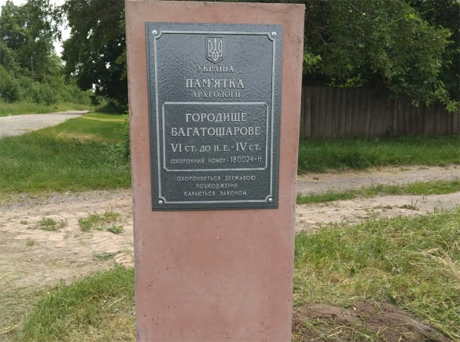 УКРАЇНА
ПАМ'ЯТКА
АРХЕОЛОГІЇ
ГОРОДИЩЕ
БАГАТОШАРОВЕ
VI СТ. ДО Н. Е. - IV СТ.
ОХОРОННИЙ НОМЕР - 180024-Н
ОХОРОНЯЄТЬСЯ ДЕРЖАВОЮ
ПОШКОДЖЕННЯ
КАРАЄТЬСЯ ЗАКОНОМ